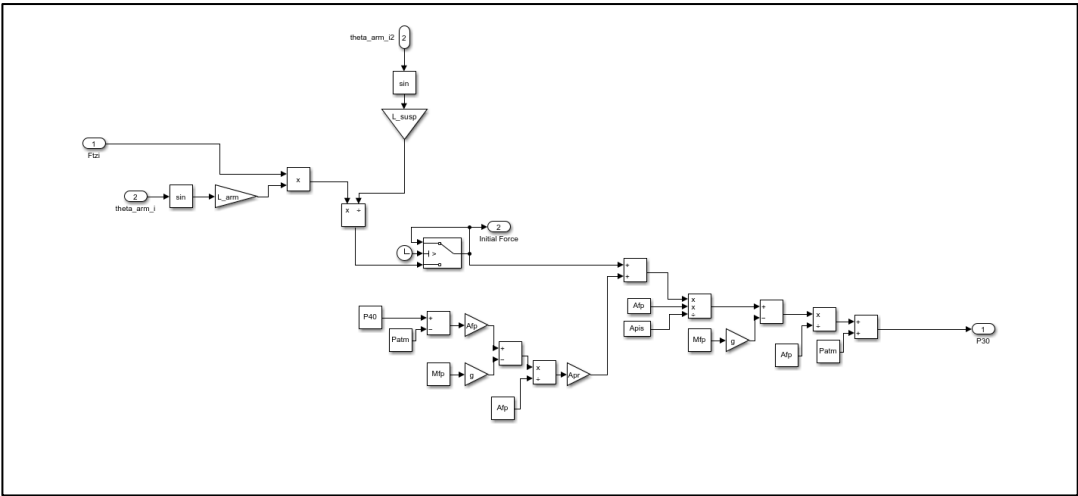 theta_arm_i2
2
sin
L_susp
1
Ftzi
x
2
theta_arm_i
sin
L_arm
x ÷
2
Initial Force
>
+
+
P40
Patm
+
−
Afp
Mfp
g
+
−
Afp
x
÷
Apr
Afp
Apis
x
x
÷
Mfp
g
+
−
Afp
x
÷
Patm
+
+
1
P30